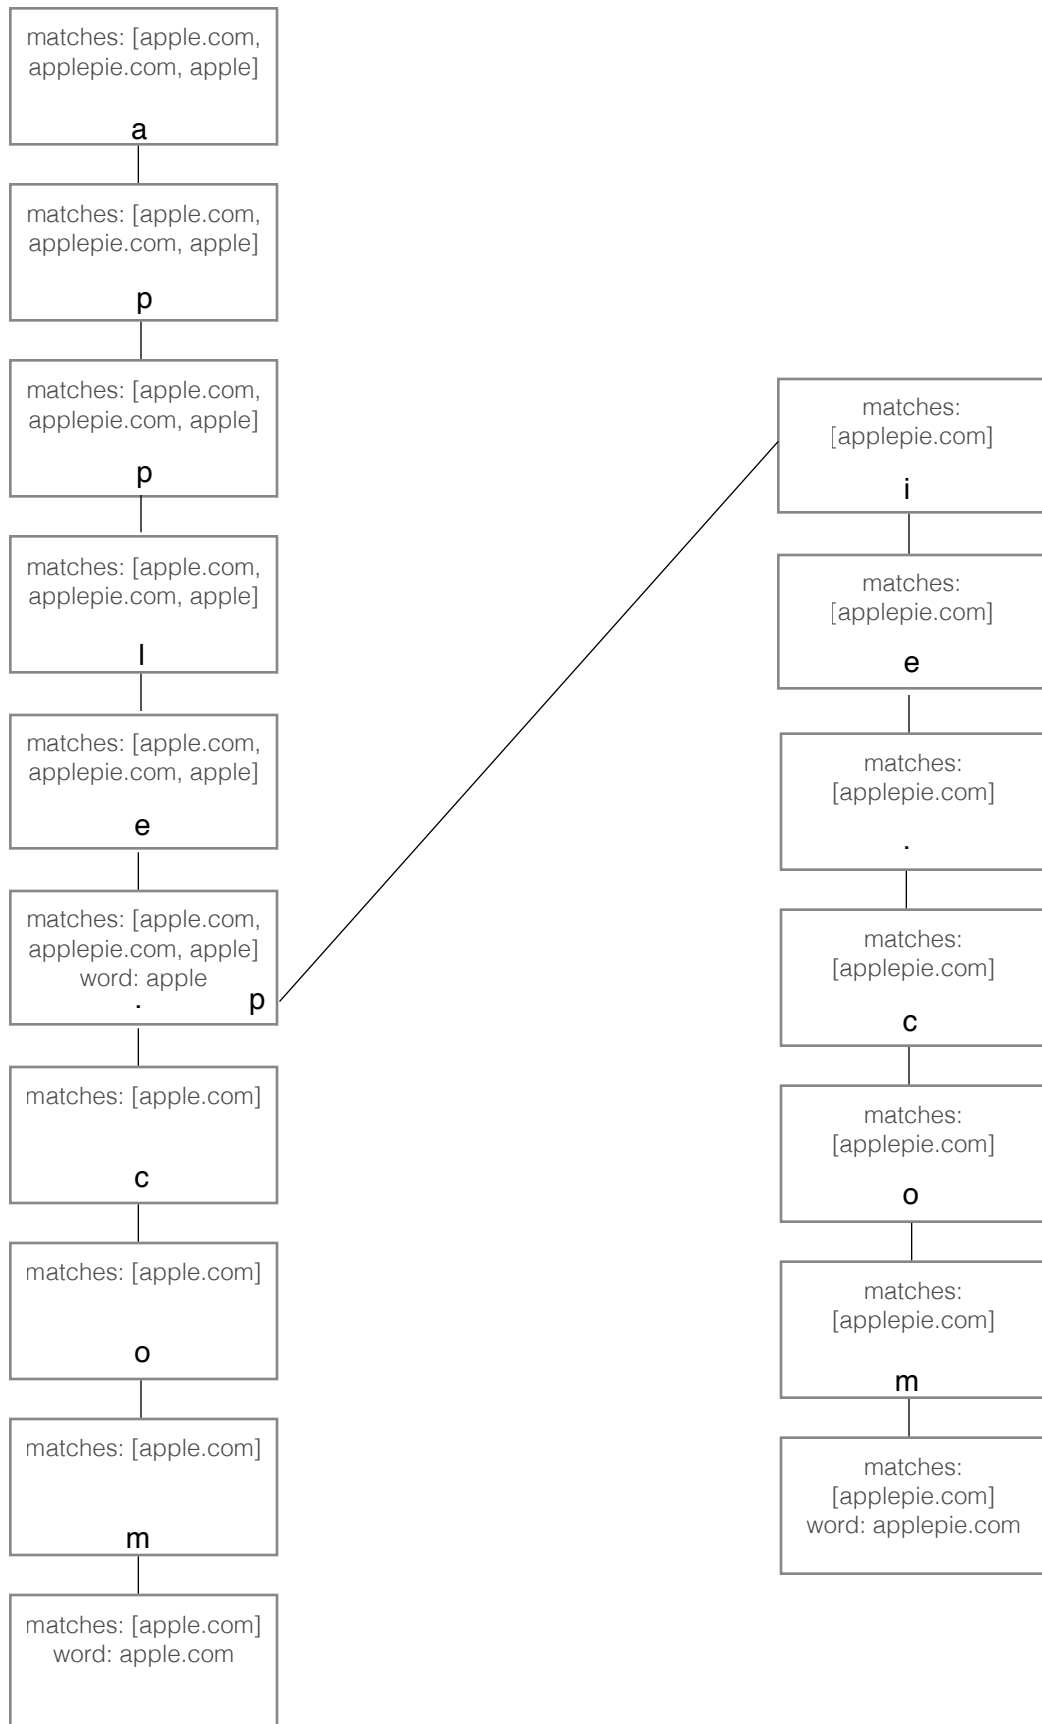 matches: [apple.com,
applepie.com, apple]
a
matches: [apple.com,
applepie.com, apple]
p
matches: [apple.com,
applepie.com, apple]
p
matches: [apple.com,
applepie.com, apple]
l
matches: [apple.com,
applepie.com, apple]
e
matches: [apple.com,
applepie.com, apple]
word: apple
. p
matches: [apple.com]
c
matches: [apple.com]
o
matches: [apple.com]
m
matches: [apple.com]
word: apple.com
matches:
[applepie.com]
i
matches:
[applepie.com]
e
matches:
[applepie.com]
.
matches:
[applepie.com]
c
matches:
[applepie.com]
o
matches:
[applepie.com]
m
matches:
[applepie.com]
word: applepie.com